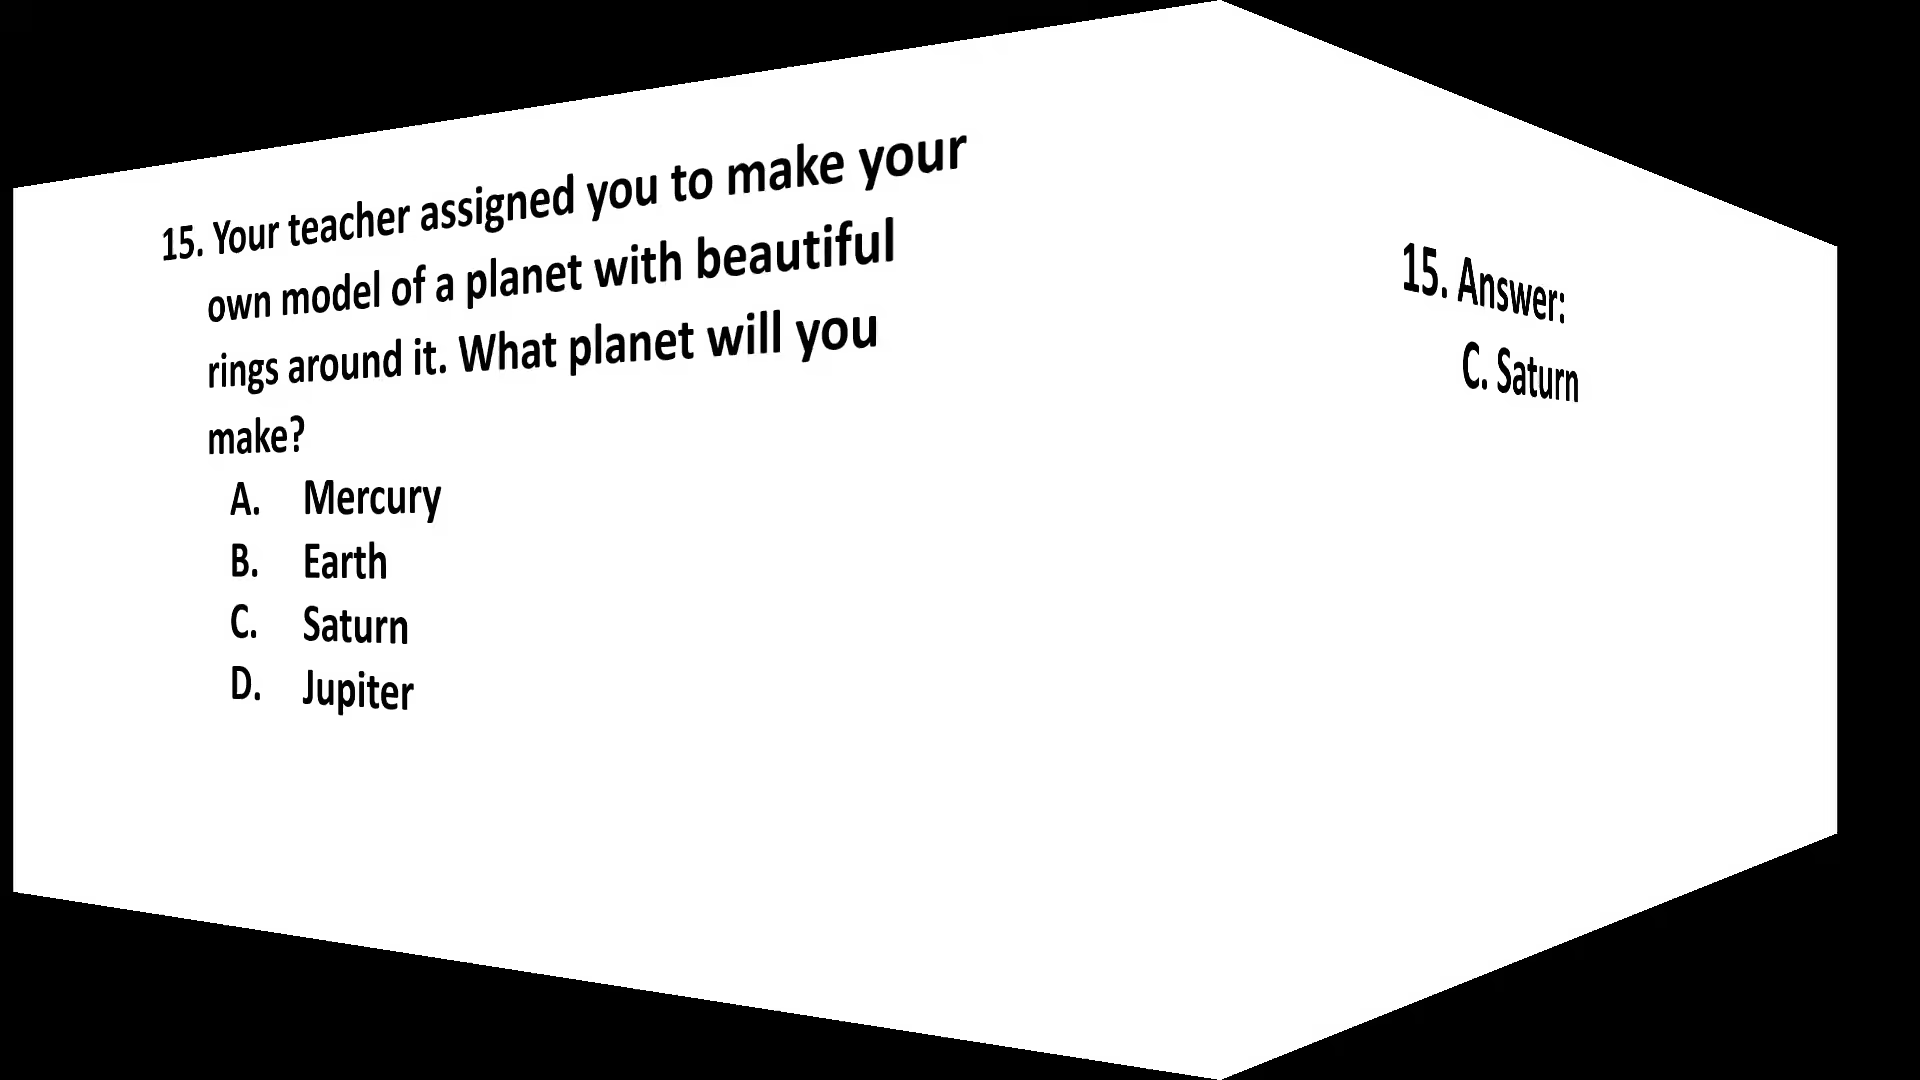 15. Your teacher assigned you to make your
own model of a planet with beautiful
rings around it. What planet will you
make?
A. Mercury
B. Earth
C. Saturn
D. Jupiter
15. Answer:
C. Saturn